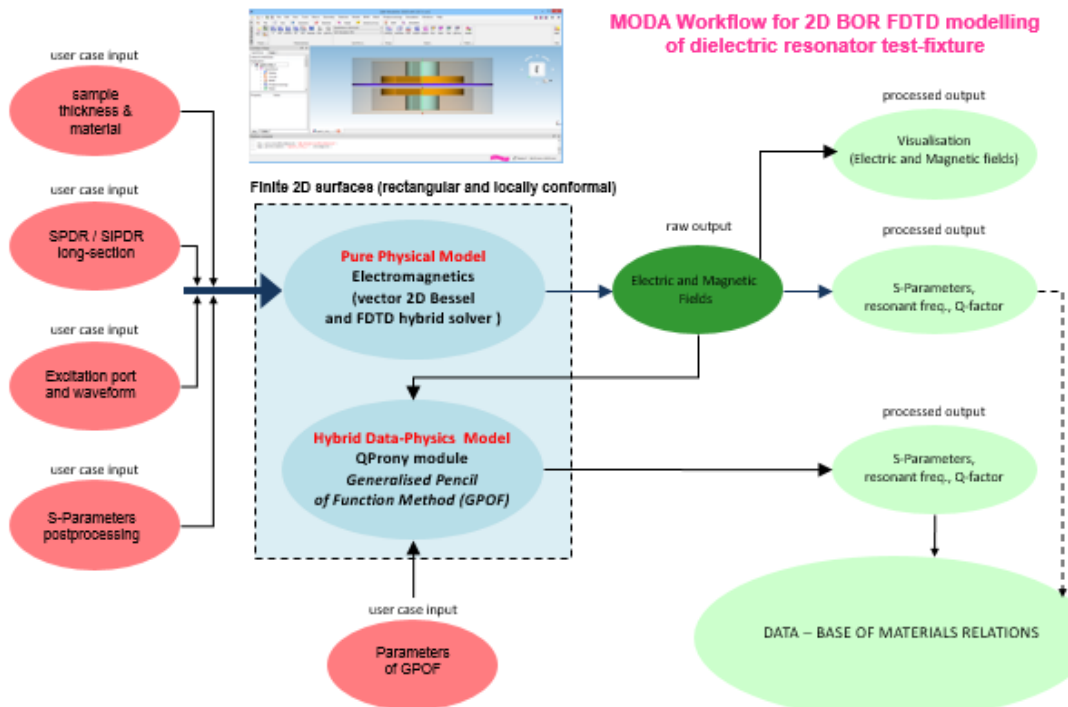 MODA Workflow for 2D BOR FDTD modelling
of dielectric resonator test-fixture
user case input
sample
thickness &
material
user case input
SPDR / SIPDR
long-section
user case input
Excitation port
and waveform
user case input
S-Parameters
postprocessing
Finite 2D surfaces (rectangular and locally conformal)
Pure Physical Model
Electromagnetics
(vector 2D Bessel
and FDTD hybrid solver )
Hybrid Data-Physics Model
QProny module
Generalised Pencil
of Function Method (GPOF)
user case input
Parameters
of GPOF
raw output
Electric and Magnetic
Fields
processed output
Visualisation
(Electric and Magnetic fields)
processed output
S-Parameters,
resonant freq., Q-factor
processed output
S-Parameters,
resonant freq., Q-factor
DATA – BASE OF MATERIALS RELATIONS